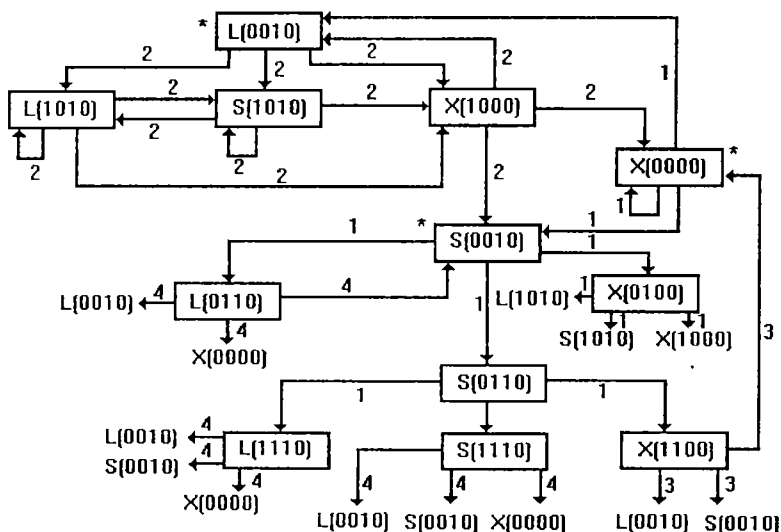 * L(0010)
2 2 2 2 1
L(1010) 2 S(1010) 2 X(1000) 2
2
2 2 2 2 X(0000) *
1
* S(0010) 1
1 1
L(0010) 4 L(0110) 4 1 L(1010) 1 X(0100)
4 1 1 3
X(0000) S(1010) X(1000)
S(0110)
1 1
L(0010) 4 L(1110) S(1110) X(1100)
S(0010) 4
4 4 4 4 3 3
X(0000) L(0010) S(0010) X(0000) L(0010) S(0010)